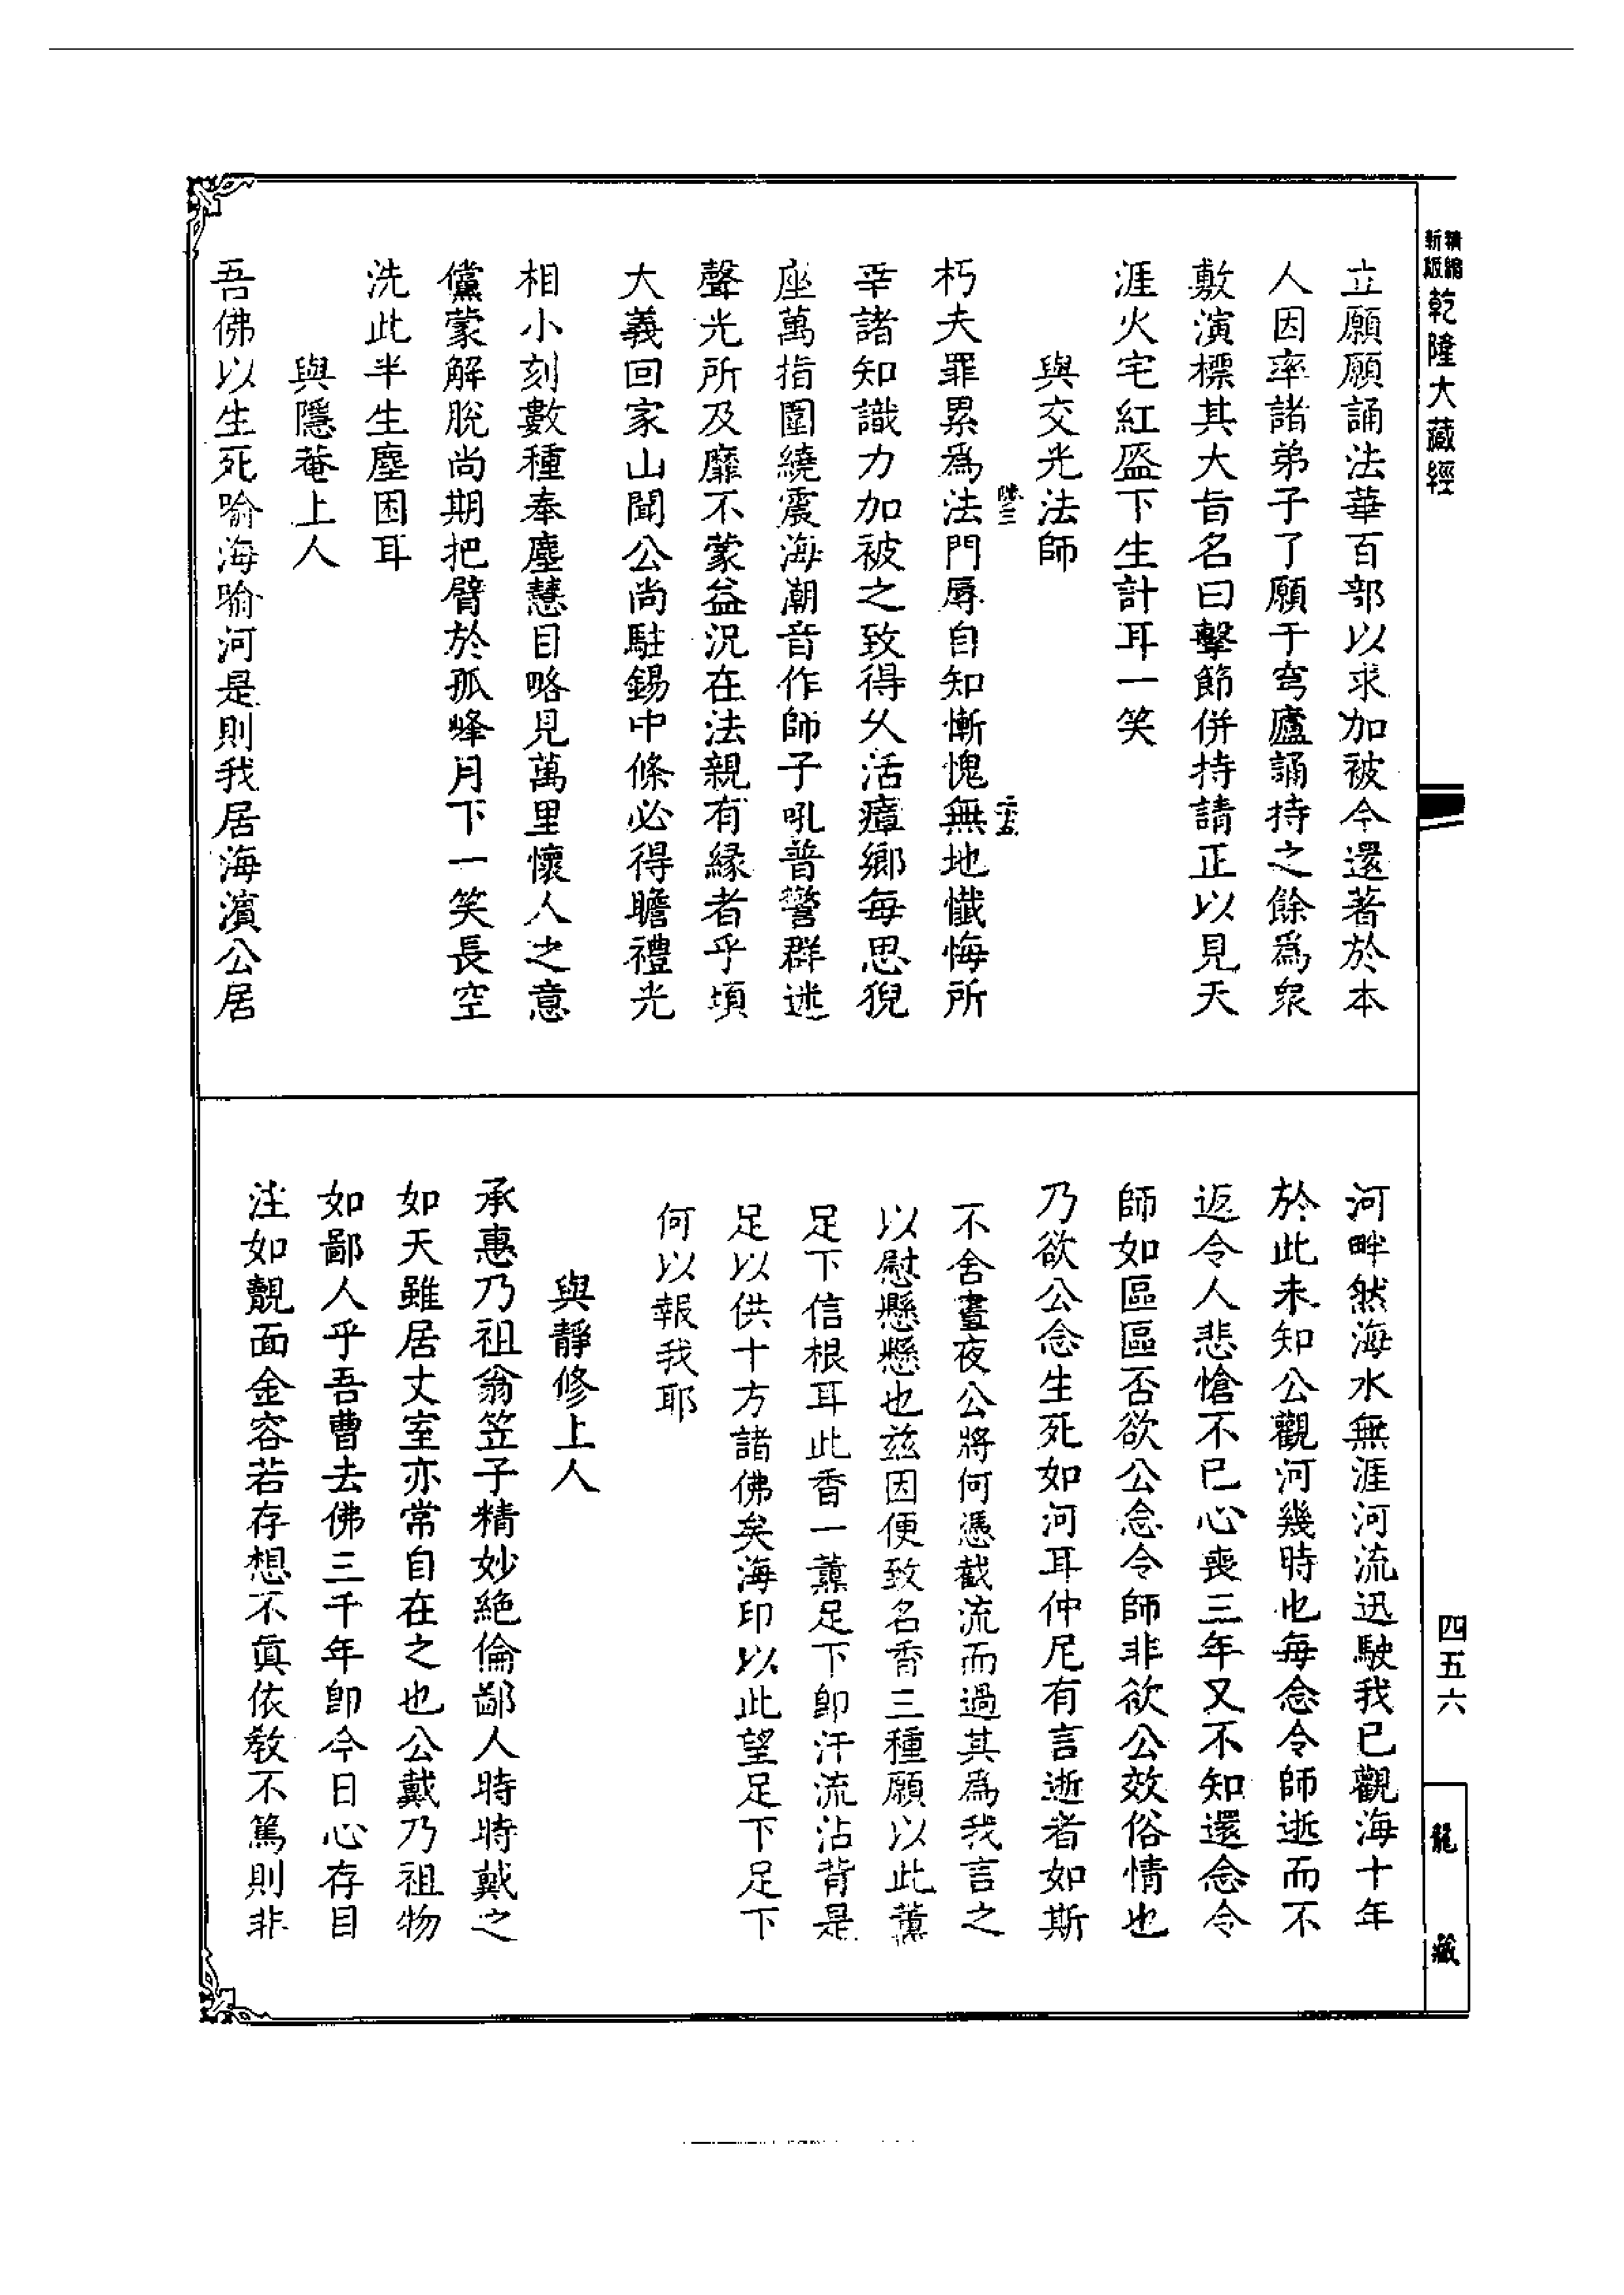 新精
版縮
乾隆大藏經
立願願誦法華百部以求加被今還著於本
人因率諸弟子了願于穹廬誦持之餘爲衆
敷演標其大旨名曰擊節併持請正以見天
涯火宅紅𦦨下生計耳一笑
與交光法師
朽夫罪累爲法門辱自知慚愧無地懺悔所
幸諸知識力加被之致得久活瘴鄉每思猊
座萬指圍繞震海潮音作師子吼普警群迷
聲光所及靡不蒙益況在法親有緣者乎頃
大義回家山聞公尚駐錫中條必得瞻禮光
相小刻數種奉塵慧目略見萬里懷人之意
儻蒙解脫尚期把臂於孤峰月下一笑長空
洗此半生塵困耳
與隱菴上人
吾佛以生死喻海喻河是則我居海濱公居
河畔然海水無涯河流迅駛我已觀海十年
於此未知公觀河幾時也每念令師逝而不
返令人悲愴不已心喪三年又不知還念令
師如區區否欲公念令師非欲公效俗情也
乃欲公念生死如河耳仲尼有言逝者如斯
不舍晝夜公將何憑截流而過其爲我言之
以慰懸懸也茲因便致名香三種願以此薰
足下信根耳此香一薰足下卽汗流沾背是
足以供十方諸佛矣海印以此望足下足下
何以報我耶
與靜修上人
承惠乃祖翁笠子精妙絕倫鄙人時時戴之
如天雖居丈室亦常自在之也公戴乃祖物
如鄙人乎吾曹去佛三千年卽今日心存目
注如覿面金容若存想不眞依敎不篤則非
四五六
龍藏